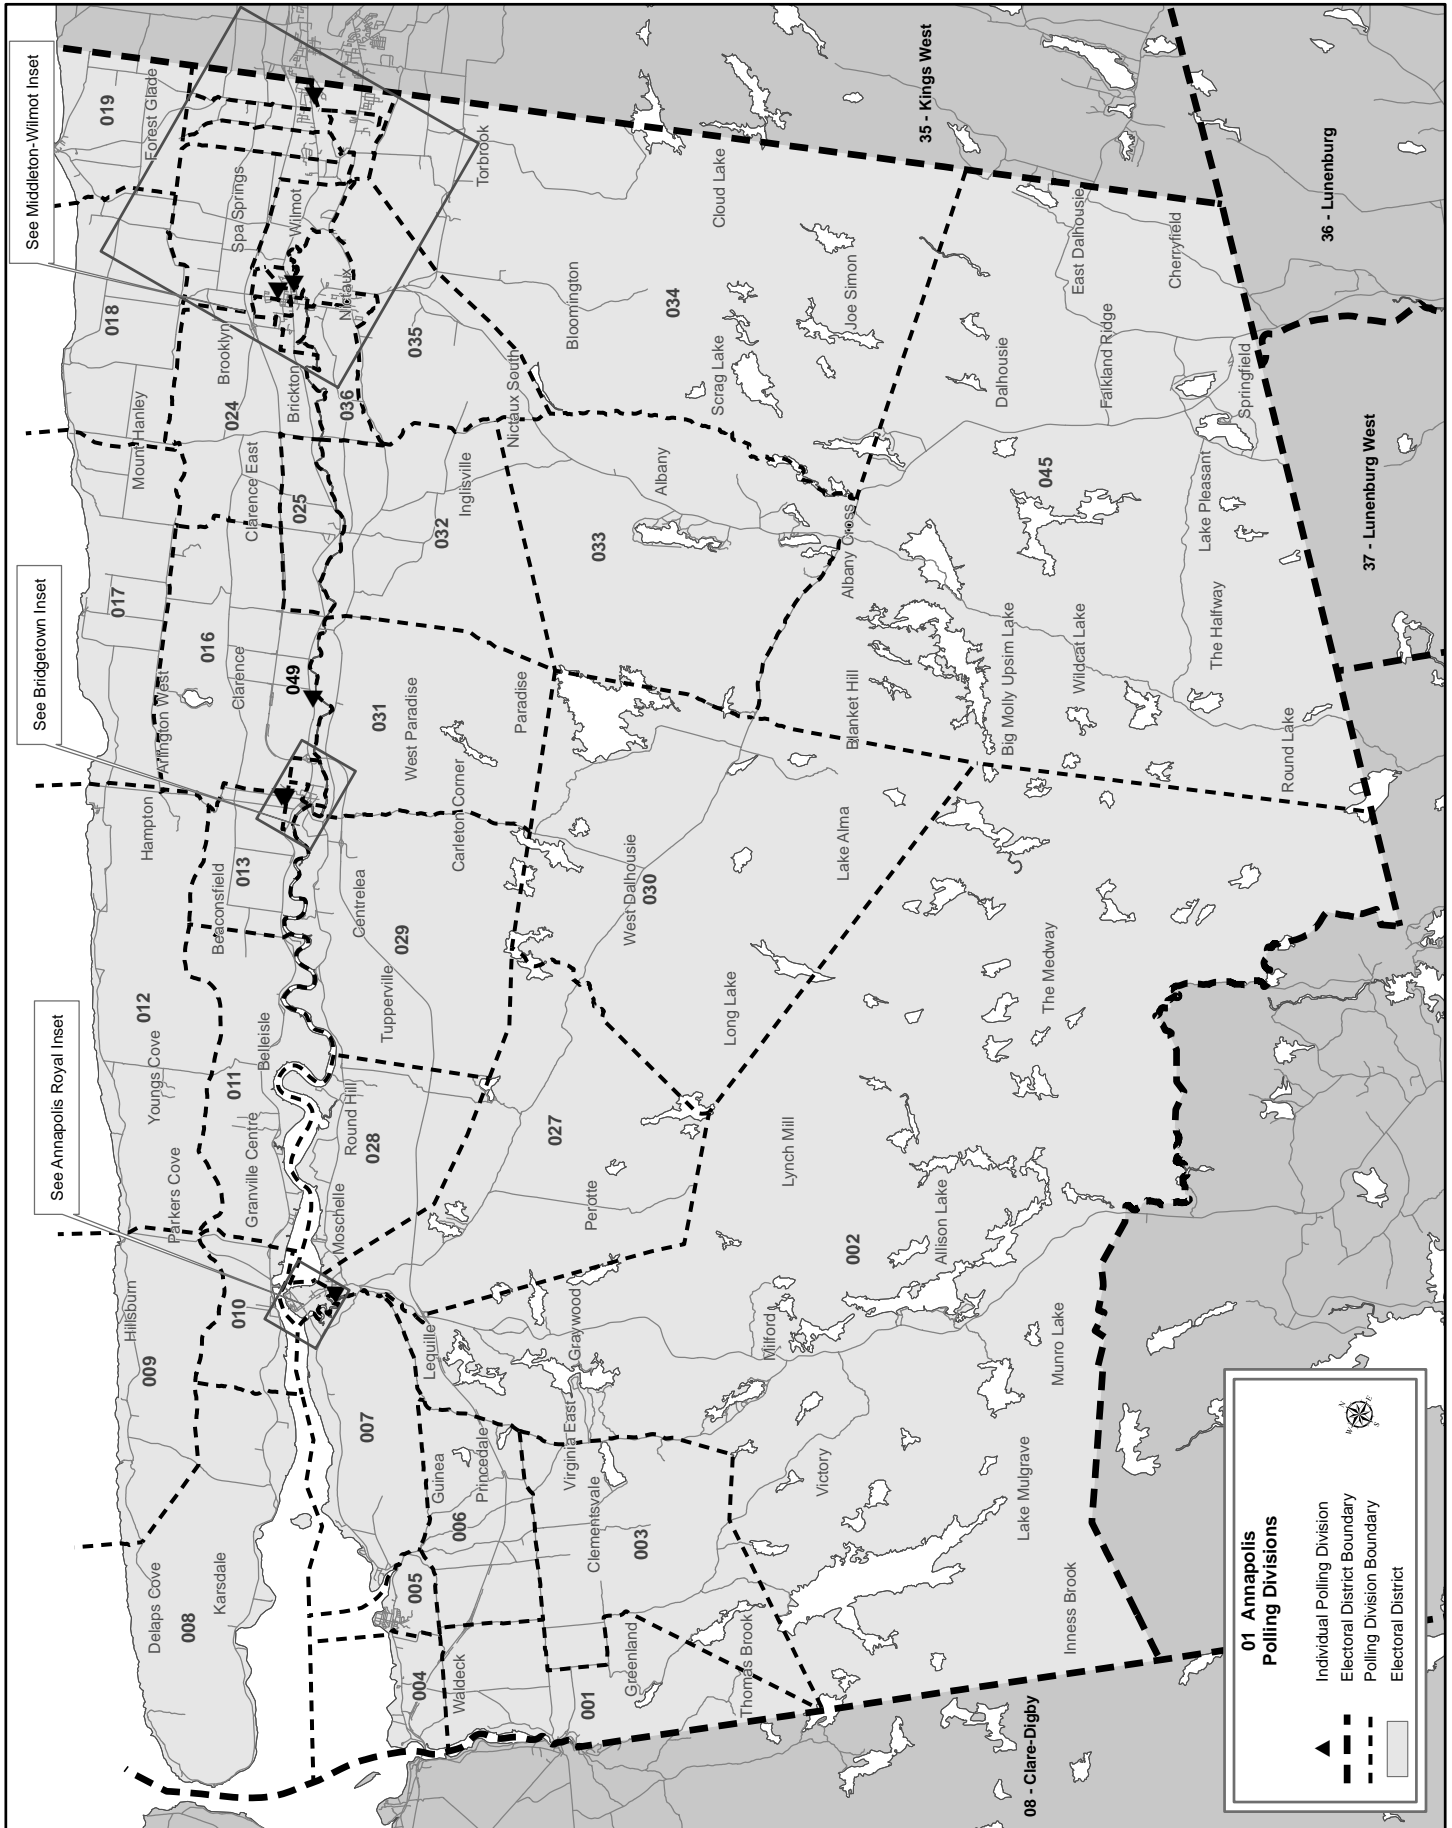 See Annapolis Royal Inset
See Bridgetown Inset
See Middleton-Wilmot Inset
Delaps Cove
008
Karsdale
009
Hillsburn
Parkers Cove
Youngs Cove
012
Hampton
Arlington West
017
Mount Hanley
018
Forest Glade
019
010
Granville Centre
011
Belleisle
Beaconsfield
013
Clarence
016
049
Clarence East
025
024
Brooklyn
Brickton
Spa Springs
Wilmot
Nictaux
036
035
Torbrook
004
Waldeck
005
006
007
Guinea
Princedale
Lequille
Moschelle
Round Hill
028
Tupperville
029
Centrelea
Carleton Corner
West Paradise
031
Paradise
032
Inglisville
Nictaux South
Bloomington
034
Cloud Lake
001
Greenland
Clementsvale
003
Virginia East
Graywood
Perotte
027
West Dalhousie
030
033
Albany
Scrag Lake
Joe Simon
Thomas Brook
Victory
Milford
002
Lynch Mill
Long Lake
Lake Alma
Blanket Hill
Albany Cross
Allison Lake
Inness Brook
Lake Mulgrave
Munro Lake
The Medway
Big Molly Upsim Lake
Wildcat Lake
045
Dalhousie
East Dalhousie
Falkland Ridge
Cherryfield
Springfield
Lake Pleasant
The Halfway
Round Lake
08 - Clare-Digby
35 - Kings West
36 - Lunenburg
37 - Lunenburg West
01 Annapolis
Polling Divisions
Individual Polling Division
Electoral District Boundary
Polling Division Boundary
Electoral District
N
E
S
W